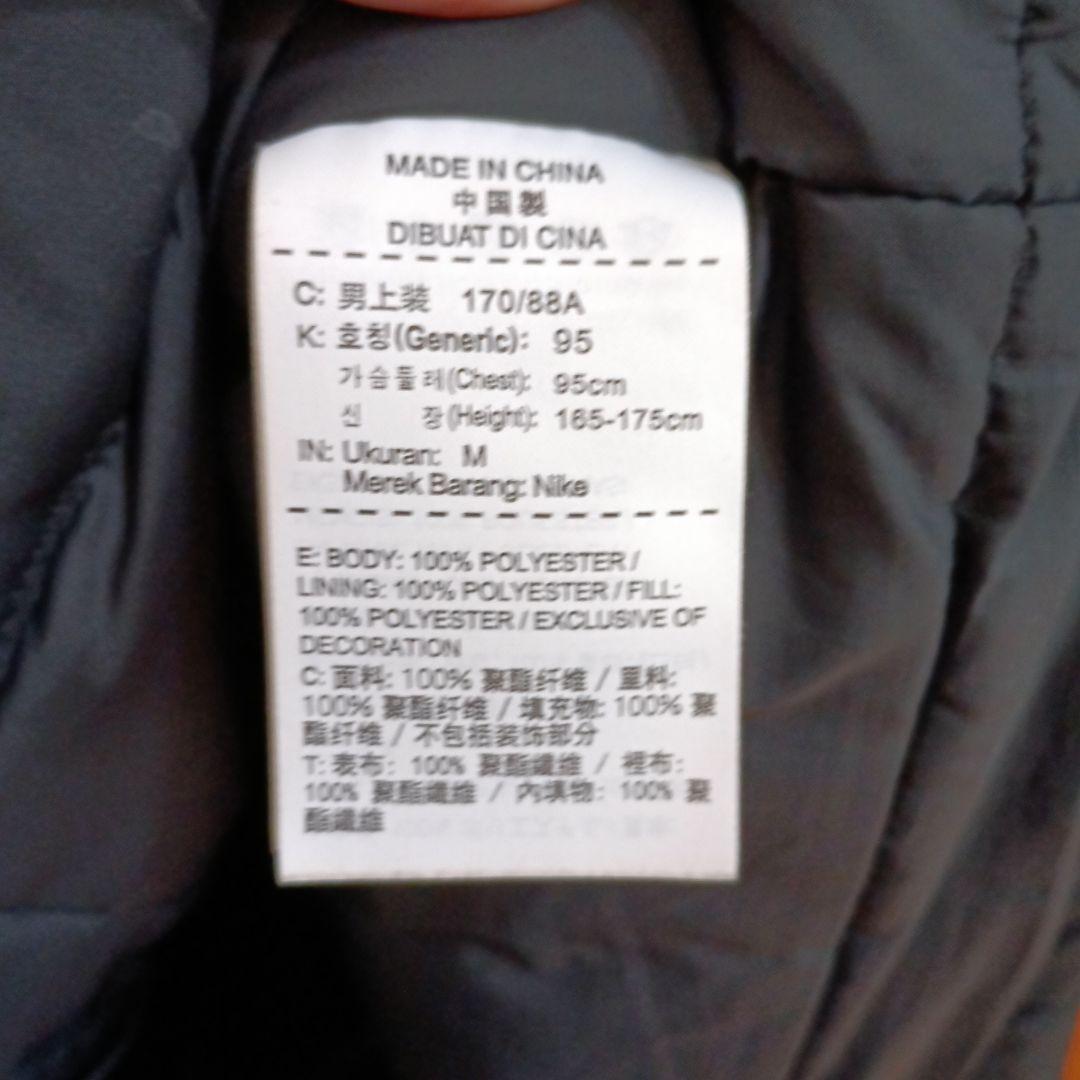 MADE IN CHINA
中国製
DIBUAT DI CINA
C: 男上装 170/88A
K: 호칭(Generic): 95
가슴둘레(Chest): 95cm
신 장(Height): 165-175cm
IN: Ukuran: M
Merek Barang: Nike
E: BODY: 100% POLYESTER /
LINING: 100% POLYESTER / FILL:
100% POLYESTER / EXCLUSIVE OF
DECORATION
C: 面料: 100% 聚酯纤维 / 里料:
100% 聚酯纤维 / 填充物: 100% 聚
酯纤维 / 不包括装饰部分
T: 表布: 100% 聚酯纖維 / 裡布:
100% 聚酯纖維 / 內填物: 100% 聚
酯纖維